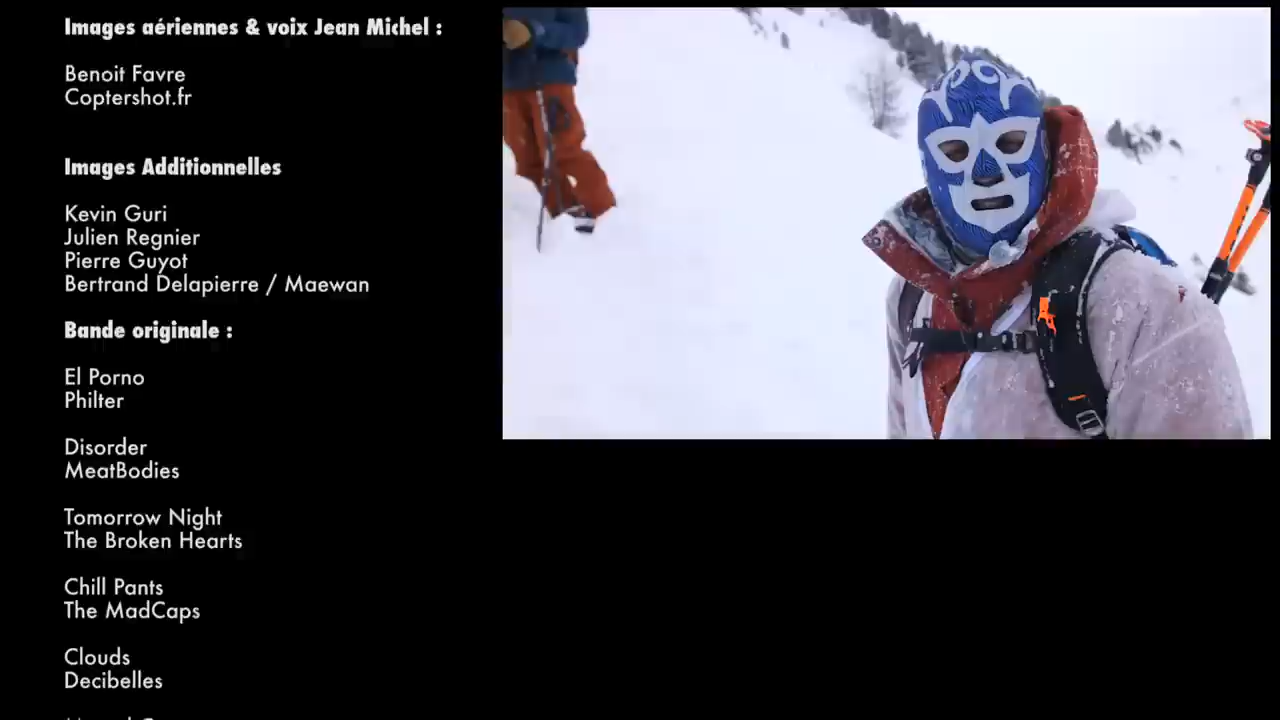 Images aériennes & voix Jean Michel :
Benoit Favre
Coptershot.fr
Images Additionnelles
Kevin Guri
Julien Regnier
Pierre Guyot
Bertrand Delapierre / Maewan
Bande originale :
El Porno
Philter
Disorder
MeatBodies
Tomorrow Night
The Broken Hearts
Chill Pants
The MadCaps
Clouds
Decibelles